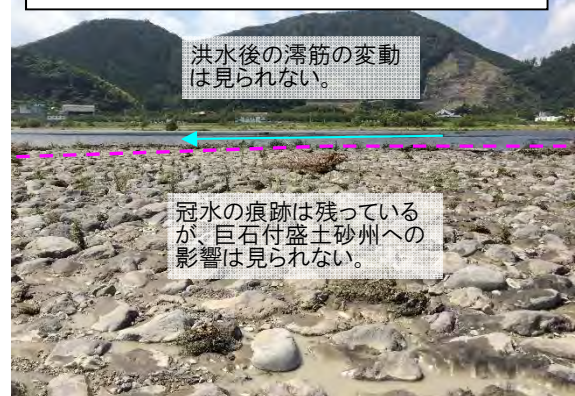 洪水後の澪筋の変動
は見られない。
冠水の痕跡は残っている
が、巨石付盛土砂州への
影響は見られない。